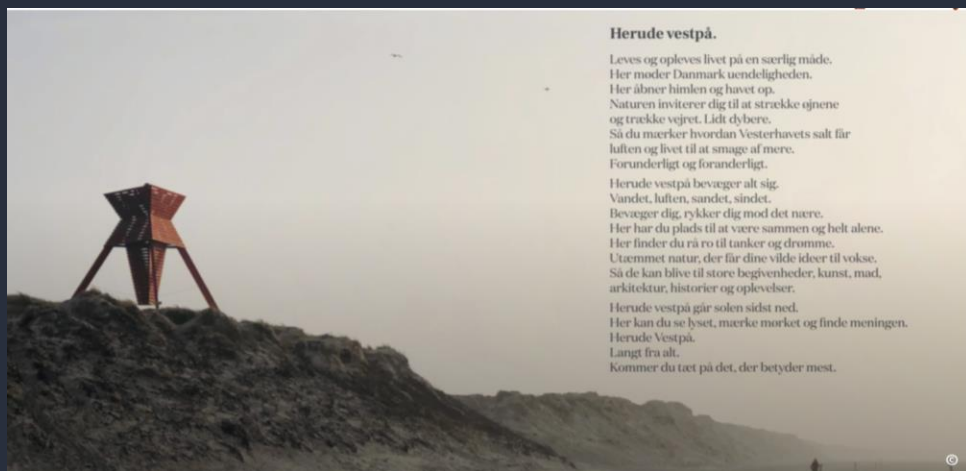 Herude vestpå.
Leves og opleves livet på en særlig måde.
Her møder Danmark uendeligheden.
Her åbner himlen og havet op.
Naturen inviterer dig til at strække øjnene
og trække vejret. Lidt dybere.
Så du mærker hvordan Vesterhavets salt får
luften og livet til at smage af mere.
Forunderligt og foranderligt.
Herude vestpå bevæger alt sig.
Vandet, luften, sandet, sindet.
Bevæger dig, rykker dig mod det nære.
Her har du plads til at være sammen og helt alene.
Her finder du rå ro til tanker og drømme.
Utæmmet natur, der får dine vilde ideer til vokse.
Så de kan blive til store begivenheder, kunst, mad,
arkitektur, historier og oplevelser.
Herude vestpå går solen sidst ned.
Her kan du se lyset, mærke mørket og finde meningen.
Herude Vestpå.
Langt fra alt.
Kommer du tæt på det, der betyder mest.
©